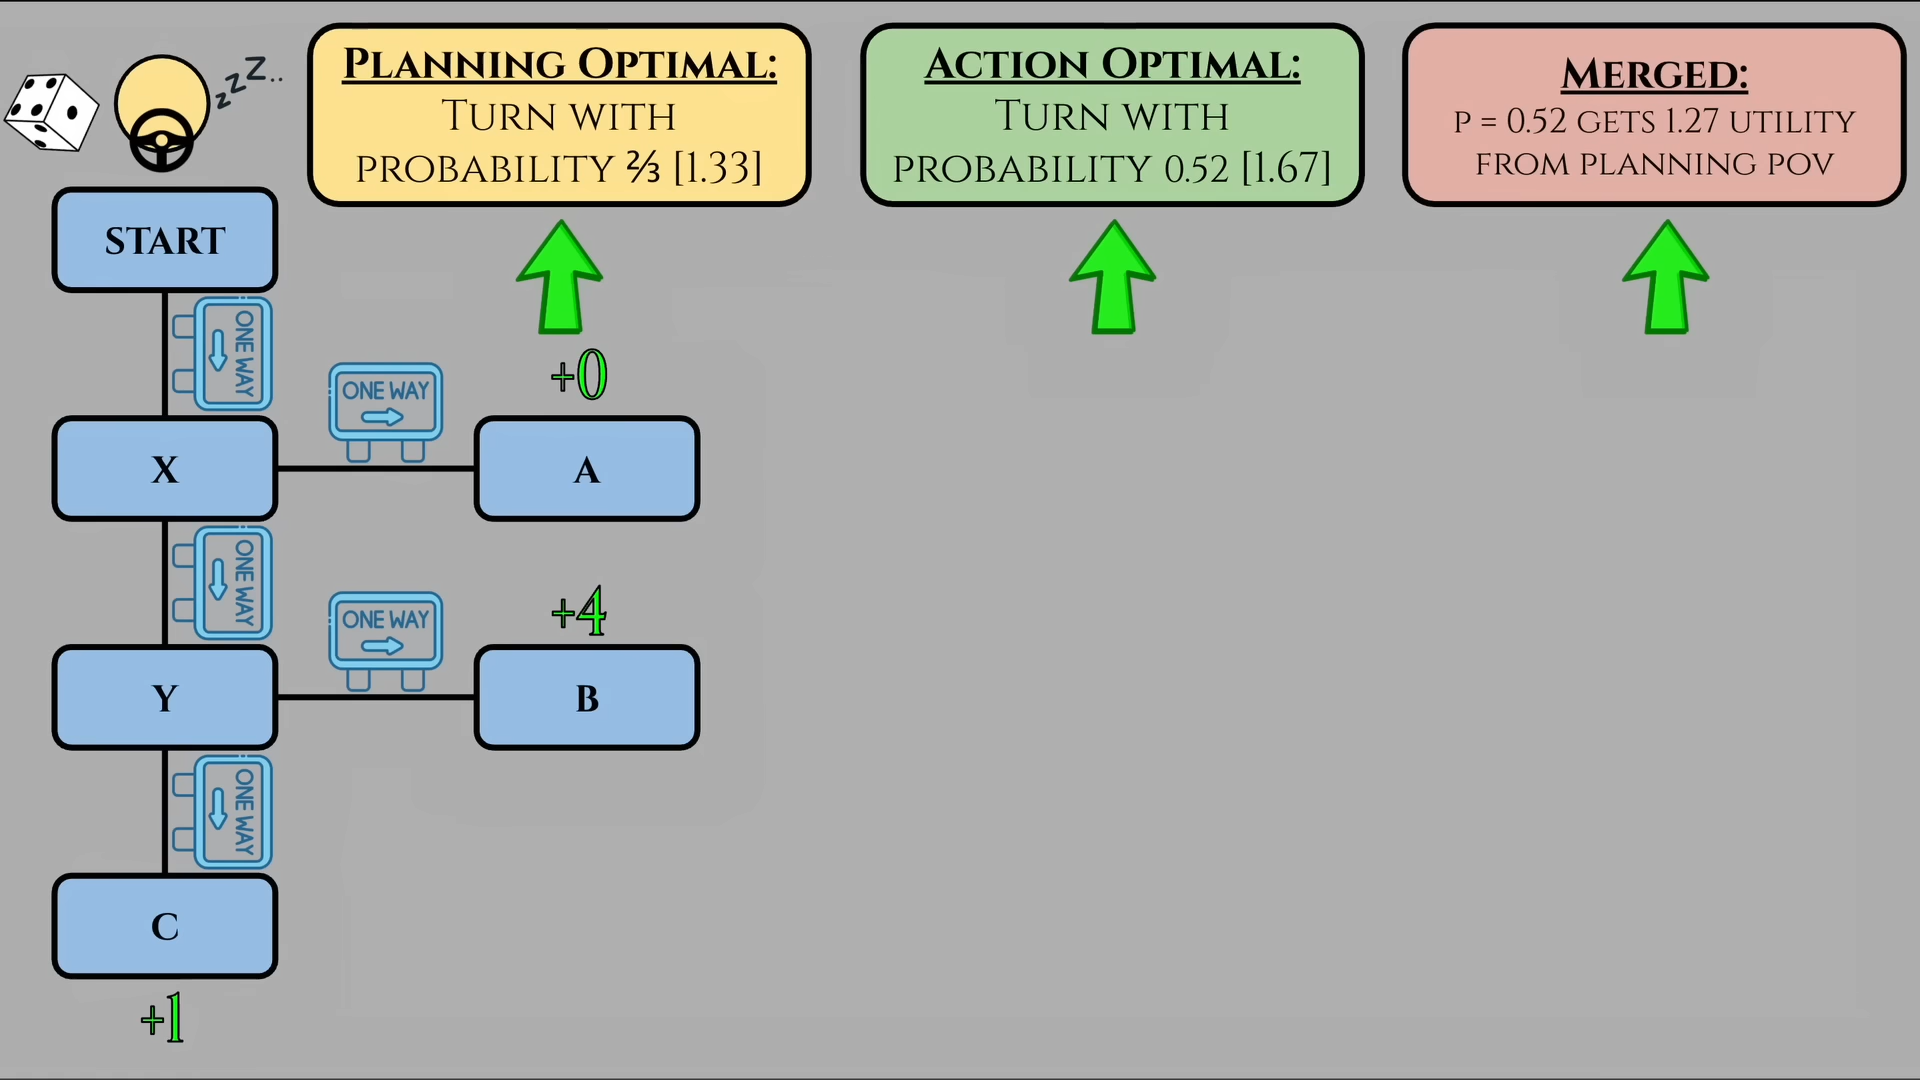 zzz..
PLANNING OPTIMAL:
TURN WITH
PROBABILITY ⅔ [1.33]
ACTION OPTIMAL:
TURN WITH
PROBABILITY 0.52 [1.67]
MERGED:
P = 0.52 GETS 1.27 UTILITY
FROM PLANNING POV
START
ONE WAY
ONE WAY
+0
X
A
ONE WAY
ONE WAY
+4
Y
B
ONE WAY
C
+1